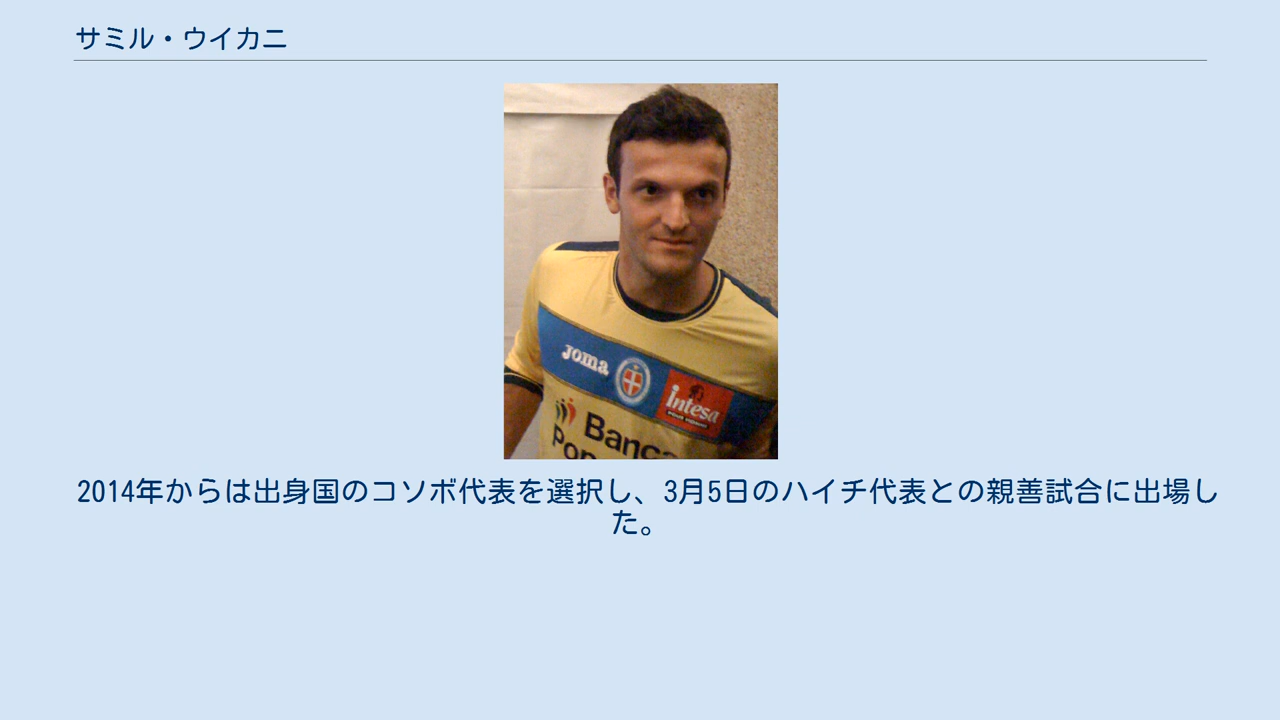 サミル・ウイカニ
joma
intesa
Banca
Pop
2014年からは出身国のコソボ代表を選択し、3月5日のハイチ代表との親善試合に出場し
た。